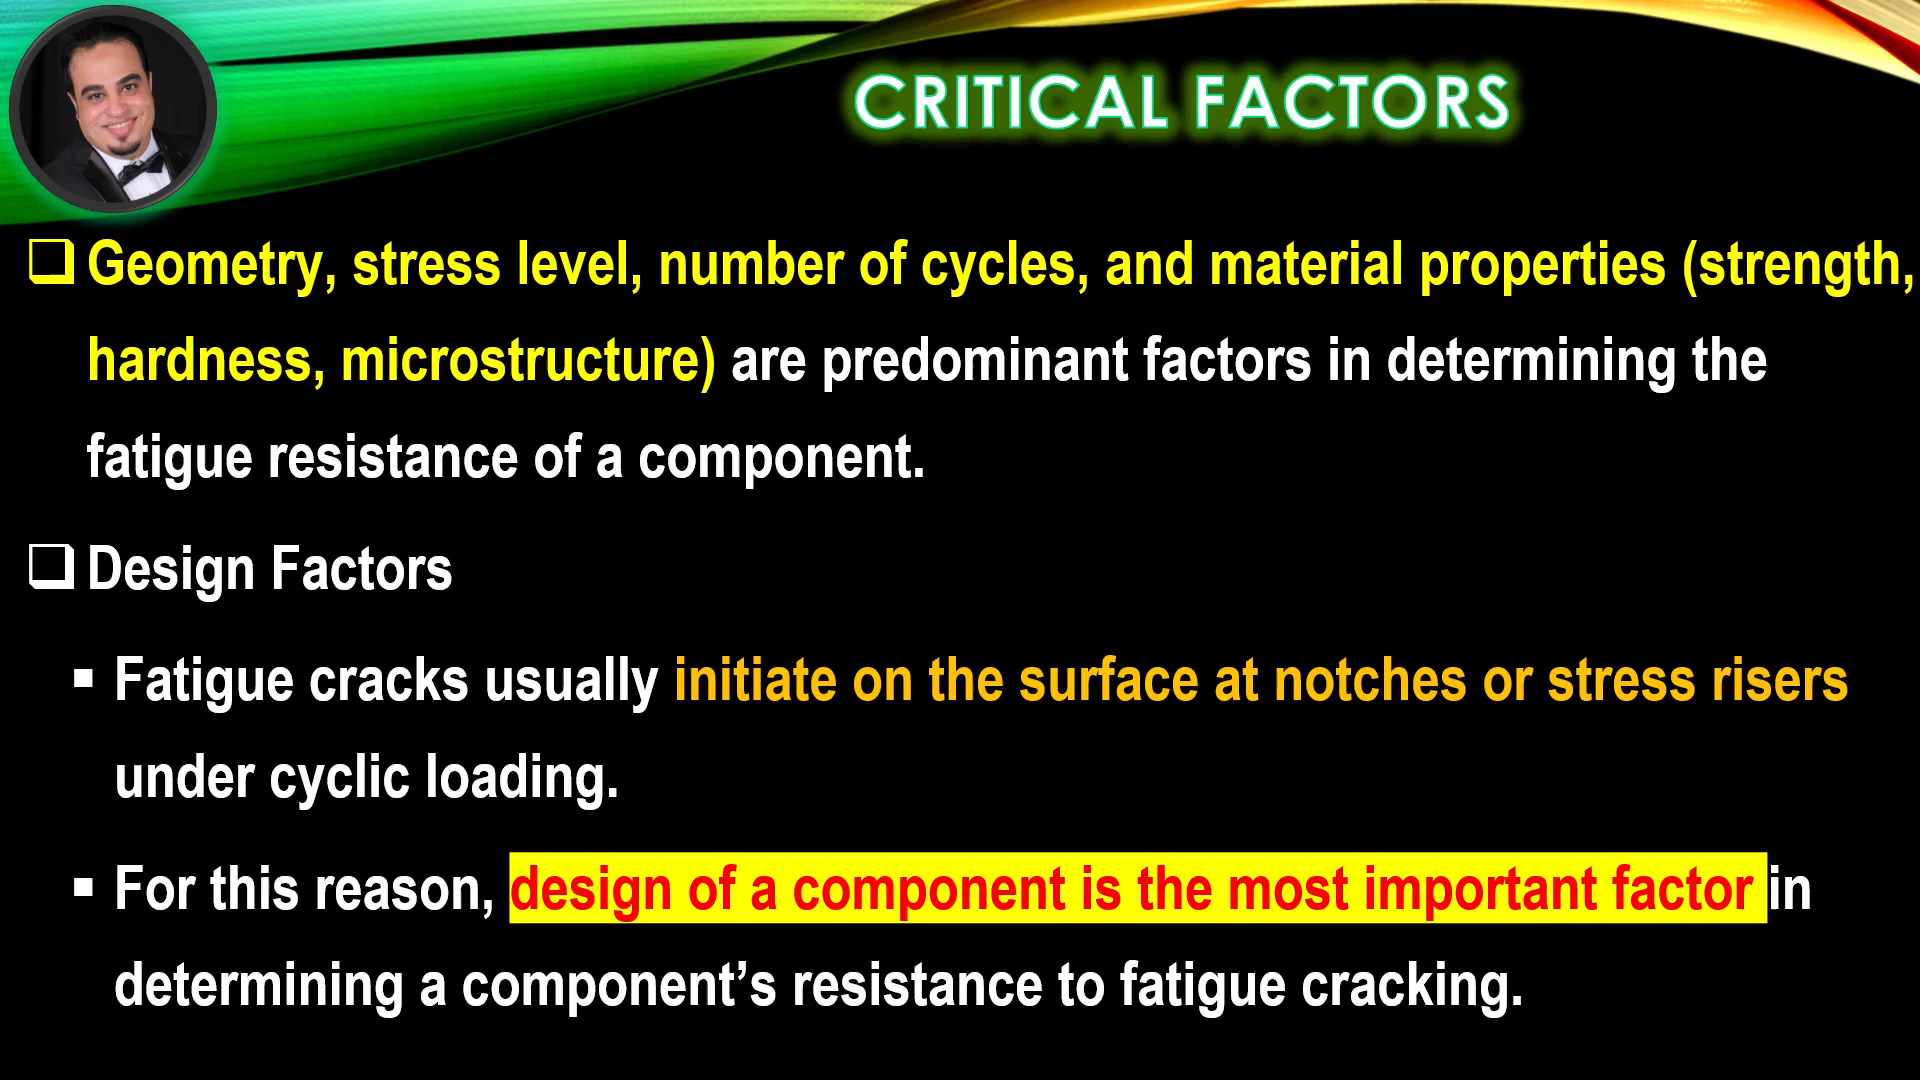 CRITICAL FACTORS
Geometry, stress level, number of cycles, and material properties (strength,
hardness, microstructure) are predominant factors in determining the
fatigue resistance of a component.
Design Factors
Fatigue cracks usually initiate on the surface at notches or stress risers
under cyclic loading.
For this reason, design of a component is the most important factor in
determining a component’s resistance to fatigue cracking.